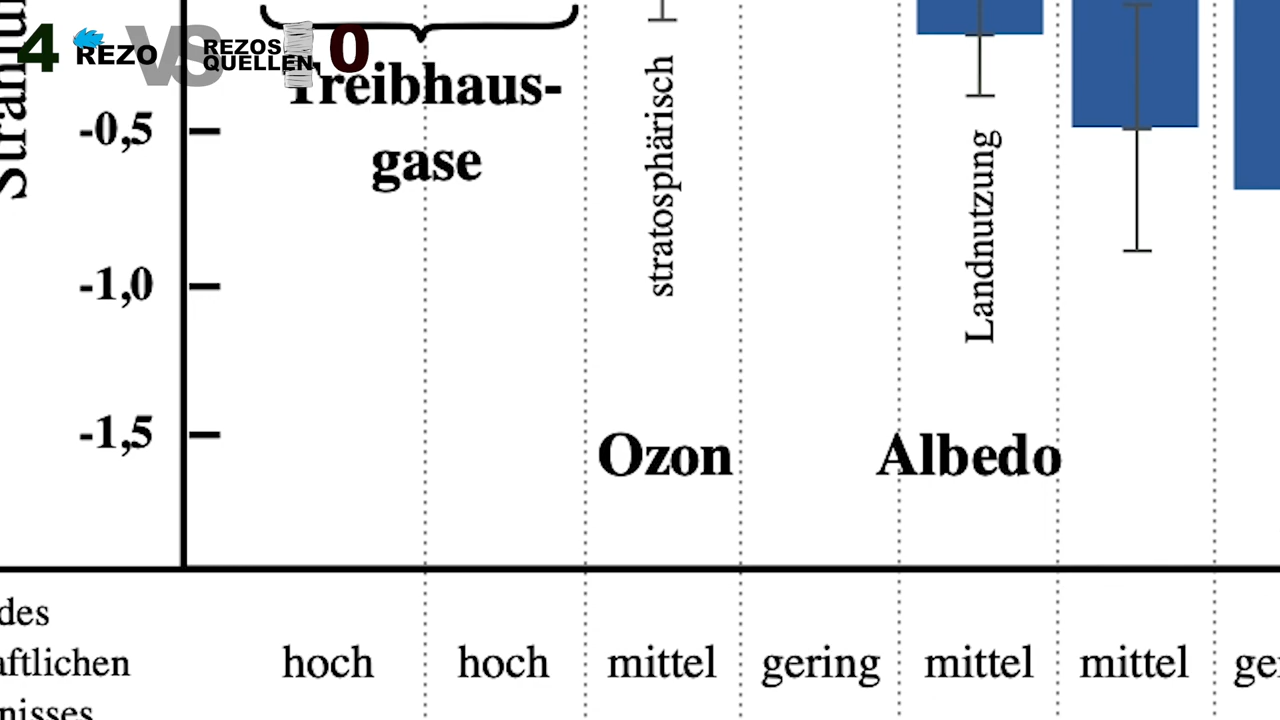 4 REZO VS REZOS QUELLEN 0
Treibhaus-
gase
-0,5
-1,0
-1,5
stratosphärisch
Landnutzung
Ozon
Albedo
des
hoch hoch mittel gering mittel mittel